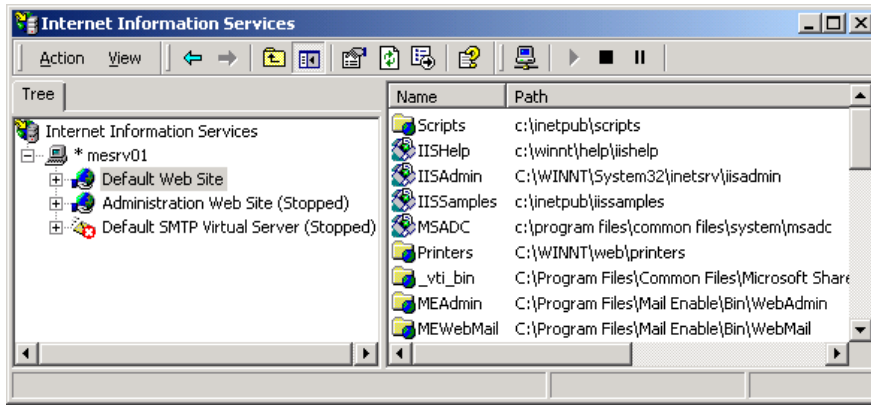 Internet Information Services
Action View
Tree
Internet Information Services
* mesrv01
Default Web Site
Administration Web Site (Stopped)
Default SMTP Virtual Server (Stopped)
Name Path
Scripts c:\inetpub\scripts
IISHelp c:\winnt\help\iishelp
IISAdmin C:\WINNT\System32\inetsrv\iisadmin
IISSamples c:\inetpub\iissamples
MSADC c:\program files\common files\system\msadc
Printers C:\WINNT\web\printers
_vti_bin C:\Program Files\Common Files\Microsoft Share
MEAdmin C:\Program Files\Mail Enable\Bin\WebAdmin
MEWebMail C:\Program Files\Mail Enable\Bin\WebMail